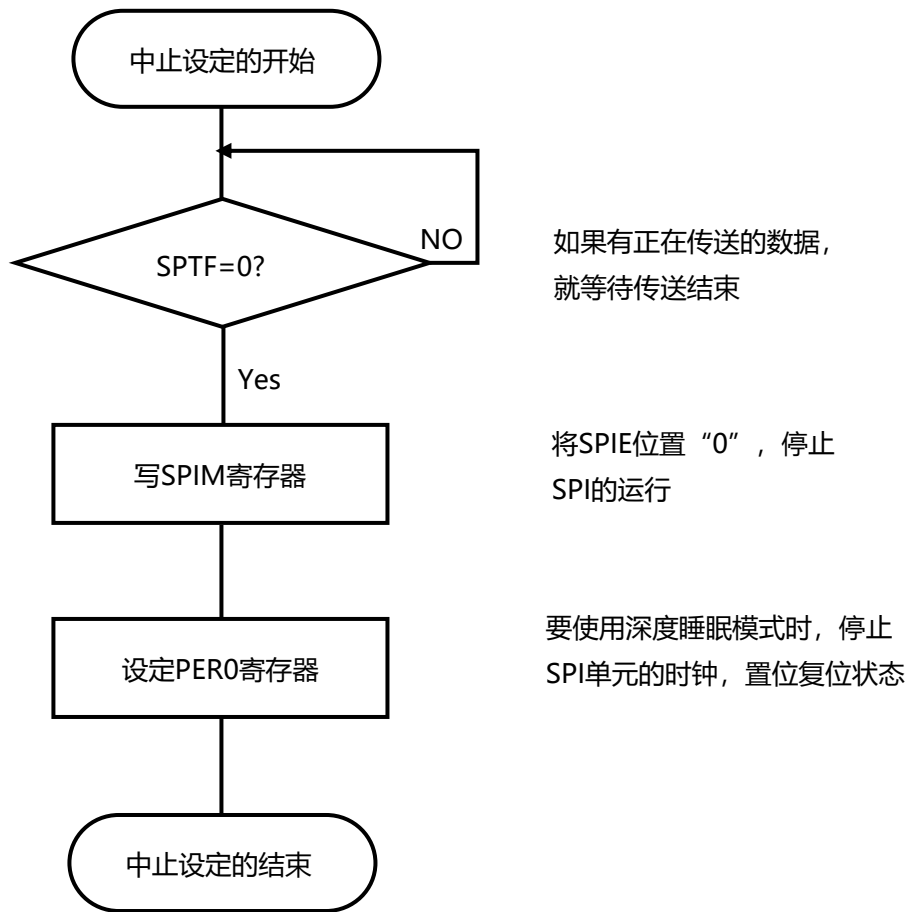 中止设定的开始
NO
SPTF=0?
如果有正在传送的数据，
就等待传送结束
Yes
写SPIM寄存器
将SPIE位置“0”，停止
SPI的运行
设定PER0寄存器
要使用深度睡眠模式时，停止
SPI单元的时钟，置位复位状态
中止设定的结束